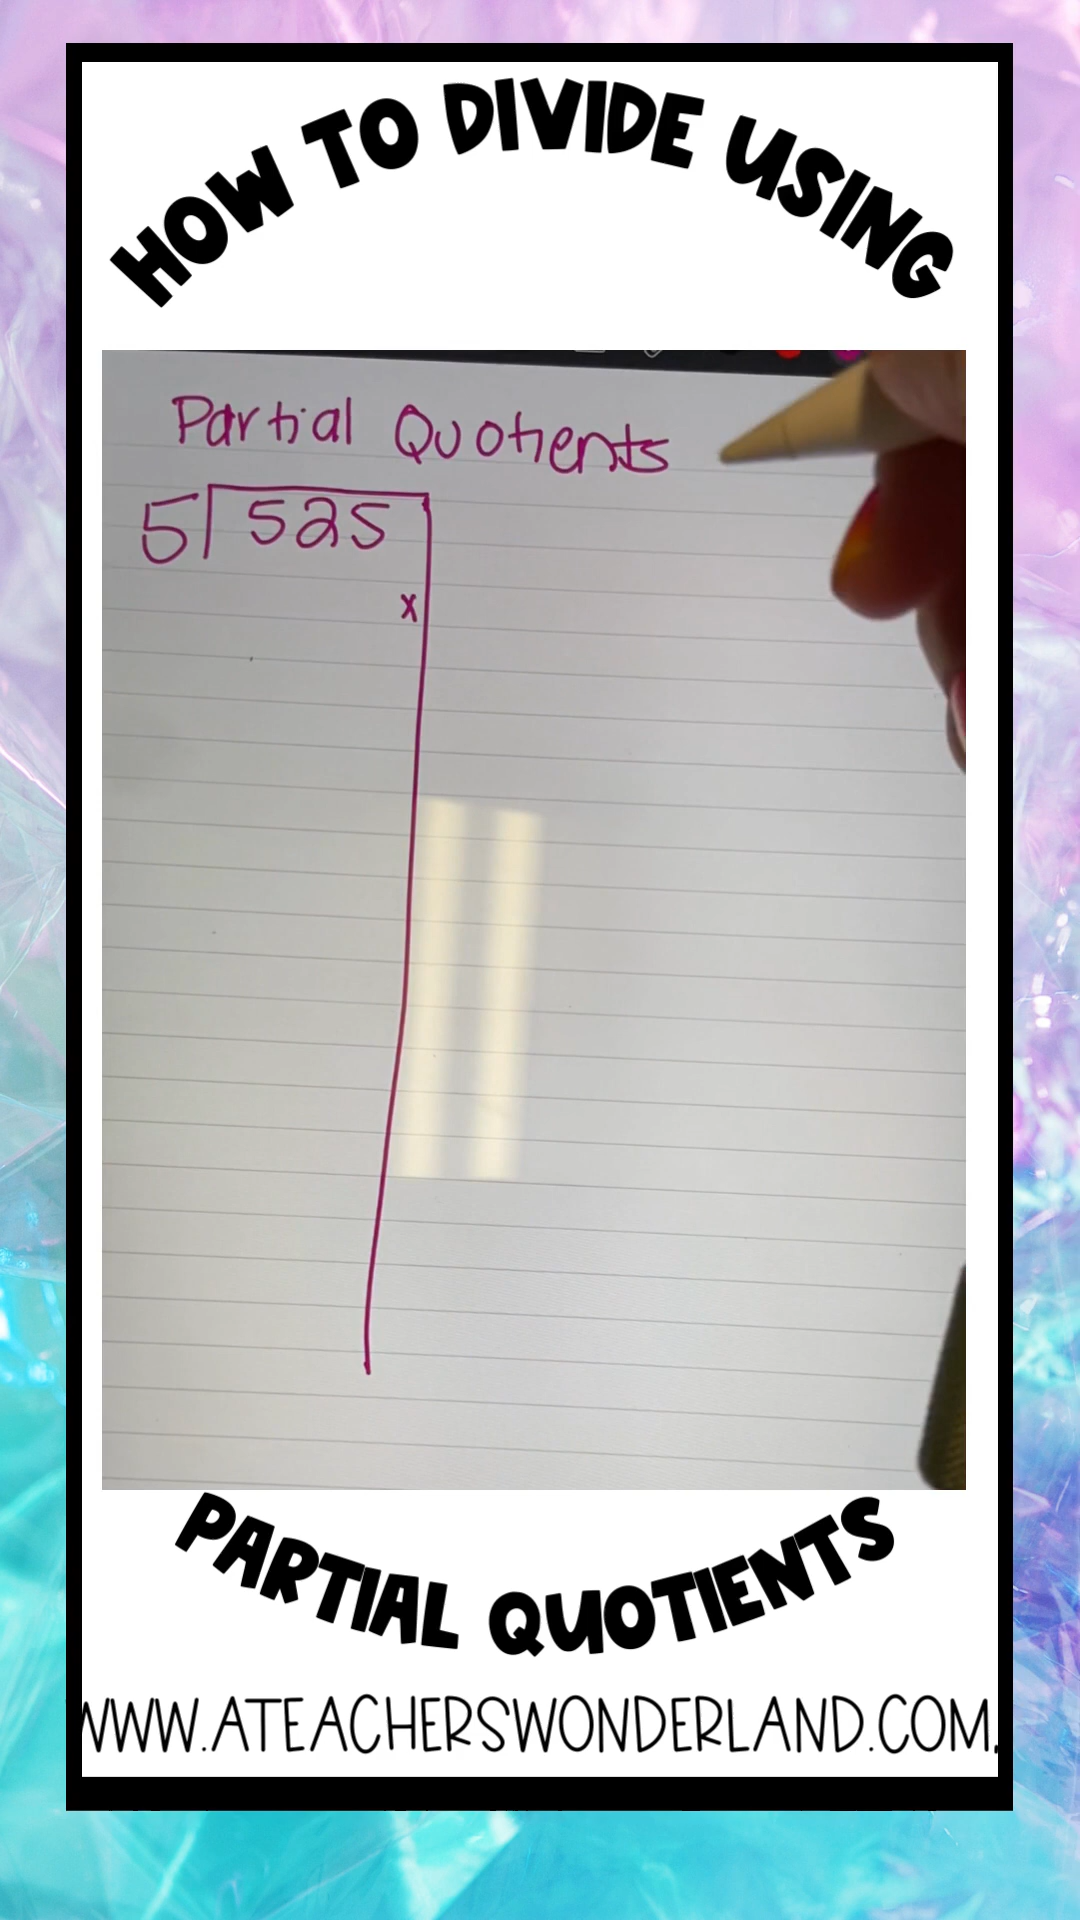 HOW TO DIVIDE USING
Partial Quotients
5 525
x
PARTIAL QUOTIENTS
WWW.ATEACHERSWONDERLAND.COM.